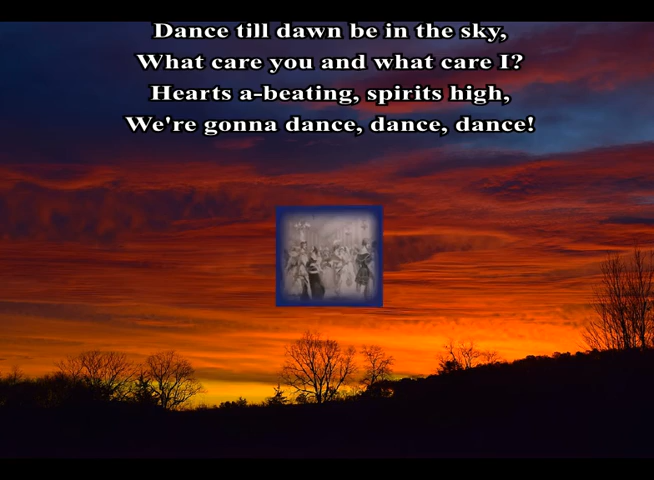 Dance till dawn be in the sky,
What care you and what care I?
Hearts a-beating, spirits high,
We're gonna dance, dance, dance!